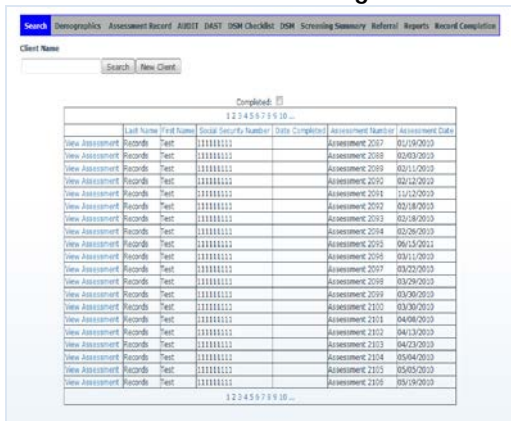 Search Demographics Assessment Record AUDIT DAST DSM Checklist DSM Screening Summary Referral Reports Record Completion
Client Name
Search New Client
Completed:
1 2 3 4 5 6 7 8 9 10 ...
Last Name First Name Social Security Number Date Completed Assessment Number Assessment Date
View Assessment Records Test 111111111 Assessment 2087 01/19/2010
View Assessment Records Test 111111111 Assessment 2088 02/03/2010
View Assessment Records Test 111111111 Assessment 2089 02/11/2010
View Assessment Records Test 111111111 Assessment 2090 02/12/2010
View Assessment Records Test 111111111 Assessment 2091 11/12/2010
View Assessment Records Test 111111111 Assessment 2092 02/18/2010
View Assessment Records Test 111111111 Assessment 2093 02/18/2010
View Assessment Records Test 111111111 Assessment 2094 02/26/2010
View Assessment Records Test 111111111 Assessment 2095 06/15/2011
View Assessment Records Test 111111111 Assessment 2096 03/11/2010
View Assessment Records Test 111111111 Assessment 2097 03/22/2010
View Assessment Records Test 111111111 Assessment 2098 03/29/2010
View Assessment Records Test 111111111 Assessment 2099 03/30/2010
View Assessment Records Test 111111111 Assessment 2100 03/30/2010
View Assessment Records Test 111111111 Assessment 2101 04/08/2010
View Assessment Records Test 111111111 Assessment 2102 04/13/2010
View Assessment Records Test 111111111 Assessment 2103 04/23/2010
View Assessment Records Test 111111111 Assessment 2104 05/04/2010
View Assessment Records Test 111111111 Assessment 2105 05/05/2010
View Assessment Records Test 111111111 Assessment 2106 05/19/2010
1 2 3 4 5 6 7 8 9 10 ...